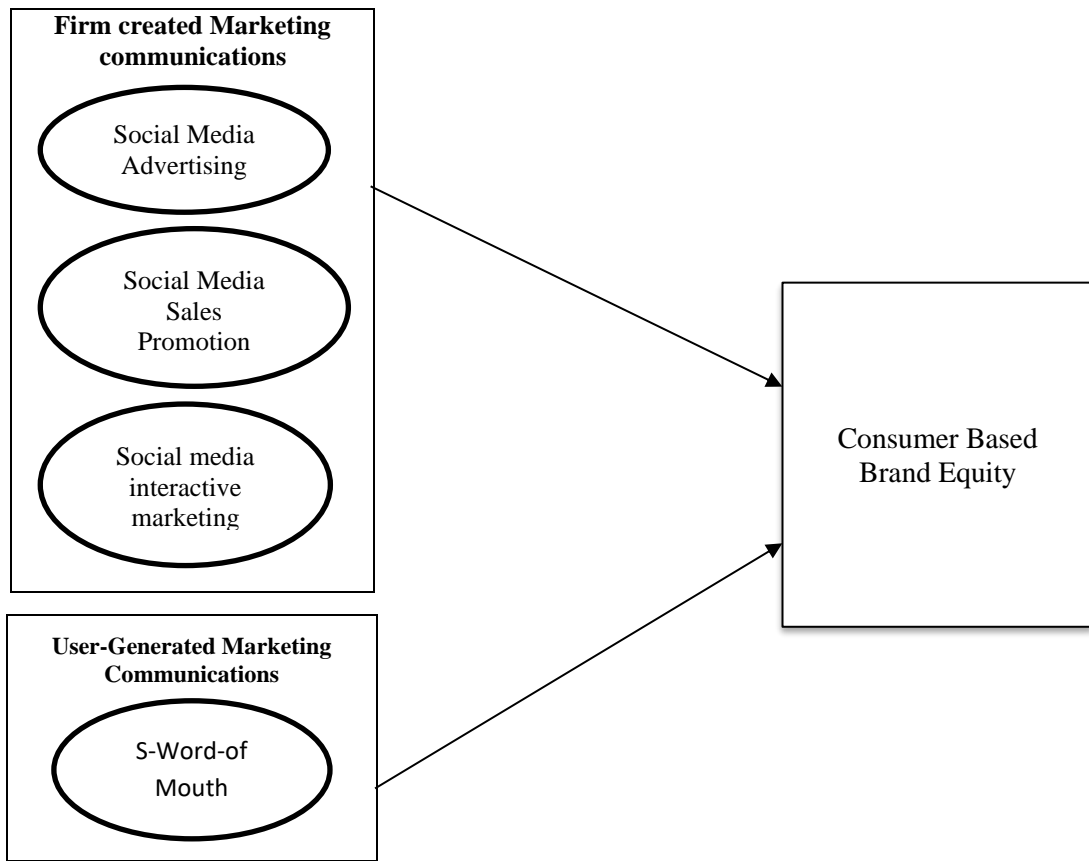 Firm created Marketing
communications
Social Media
Advertising
Social Media
Sales
Promotion
Social media
interactive
marketing
Consumer Based
Brand Equity
User-Generated Marketing
Communications
S-Word-of
Mouth